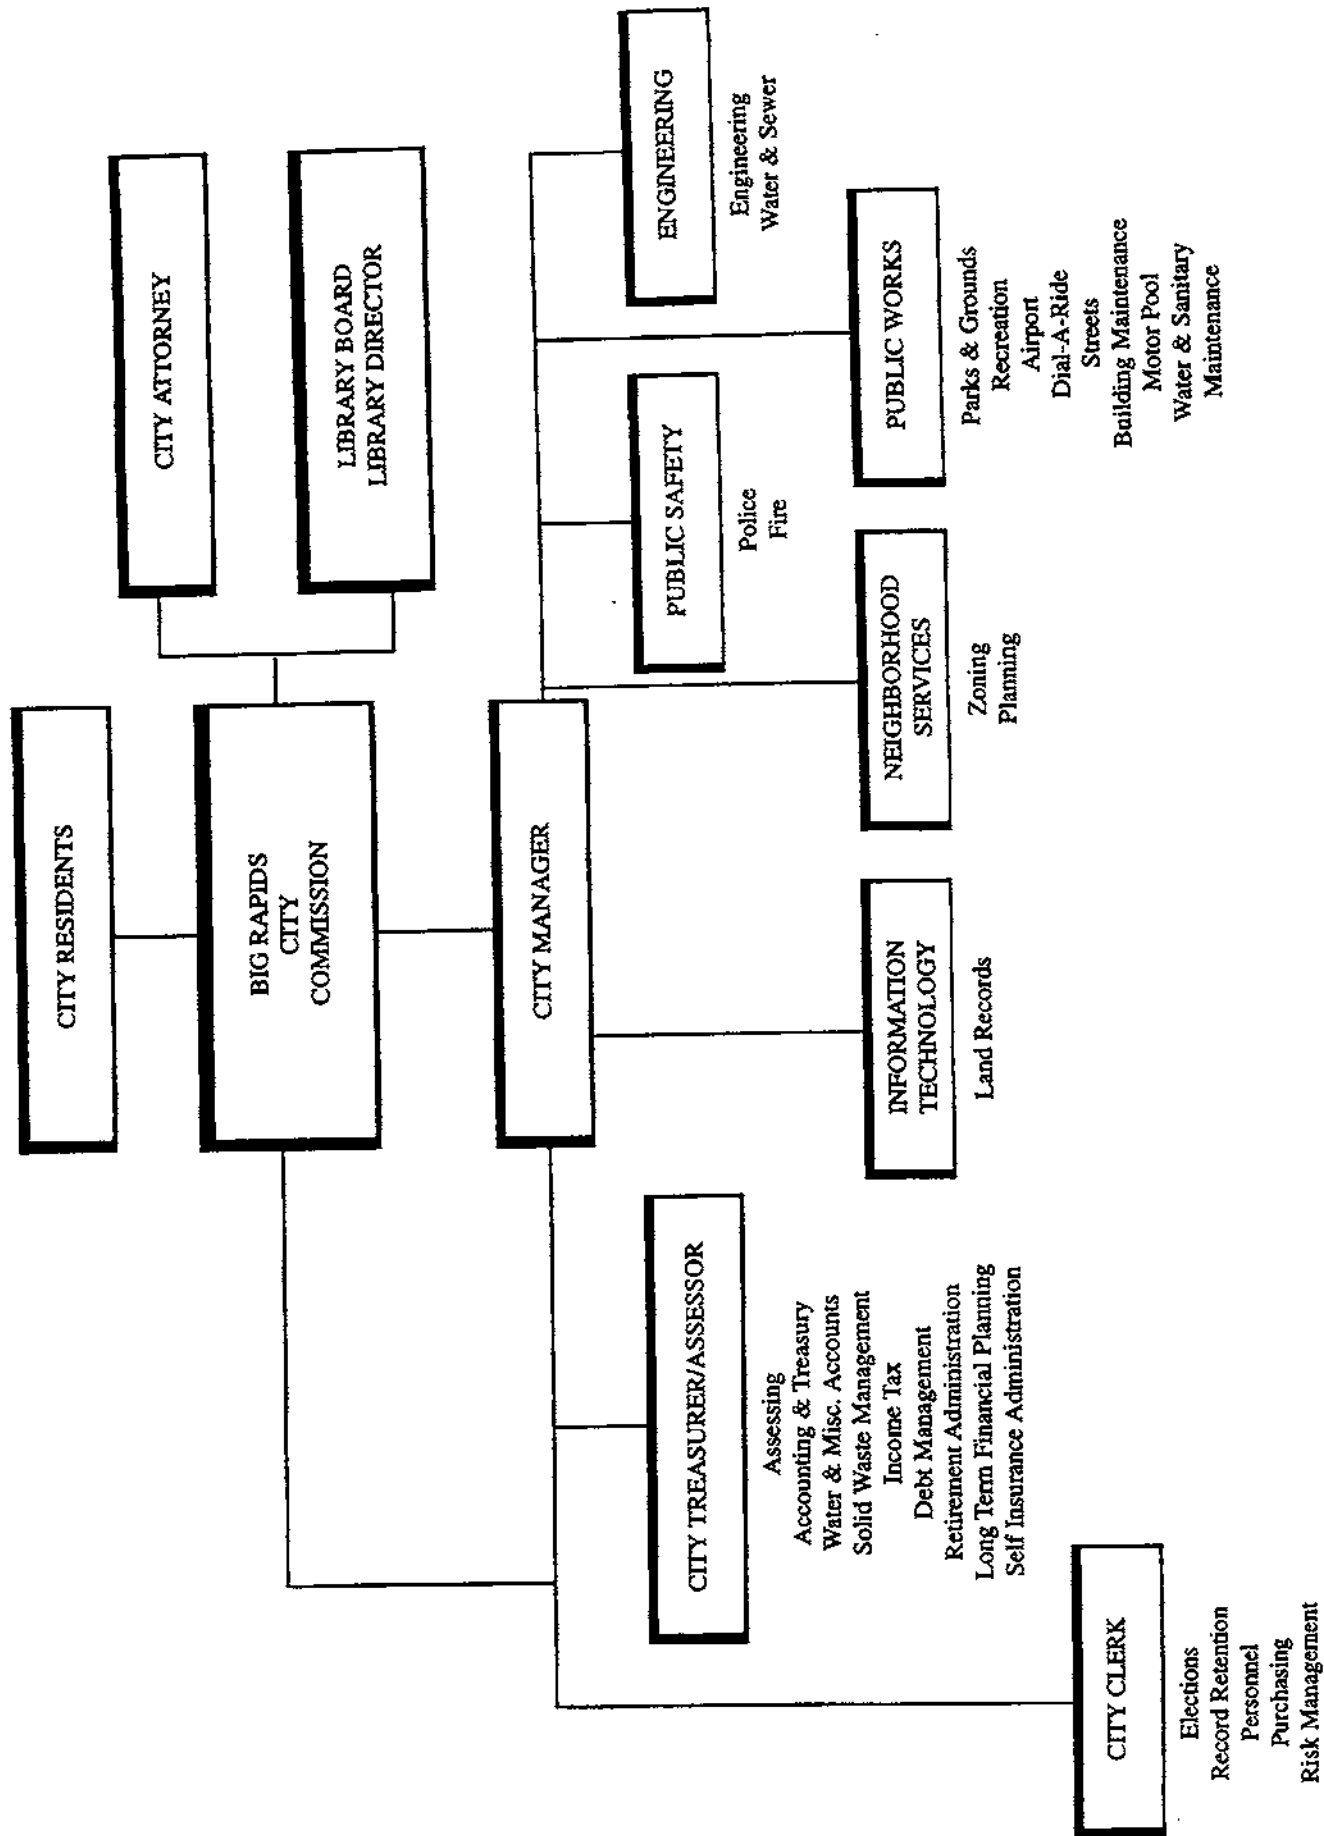 CITY RESIDENTS
BIG RAPIDS
CITY
COMMISSION
CITY ATTORNEY
LIBRARY BOARD
LIBRARY DIRECTOR
CITY MANAGER
CITY TREASURER/ASSESSOR
Assessing
Accounting & Treasury
Water & Misc. Accounts
Solid Waste Management
Income Tax
Debt Management
Retirement Administration
Long Term Financial Planning
Self Insurance Administration
PUBLIC SAFETY
Police
Fire
ENGINEERING
Engineering
Water & Sewer
INFORMATION
TECHNOLOGY
Land Records
NEIGHBORHOOD
SERVICES
Zoning
Planning
PUBLIC WORKS
Parks & Grounds
Recreation
Airport
Dial-A-Ride
Streets
Building Maintenance
Motor Pool
Water & Sanitary
Maintenance
CITY CLERK
Elections
Record Retention
Personnel
Purchasing
Risk Management